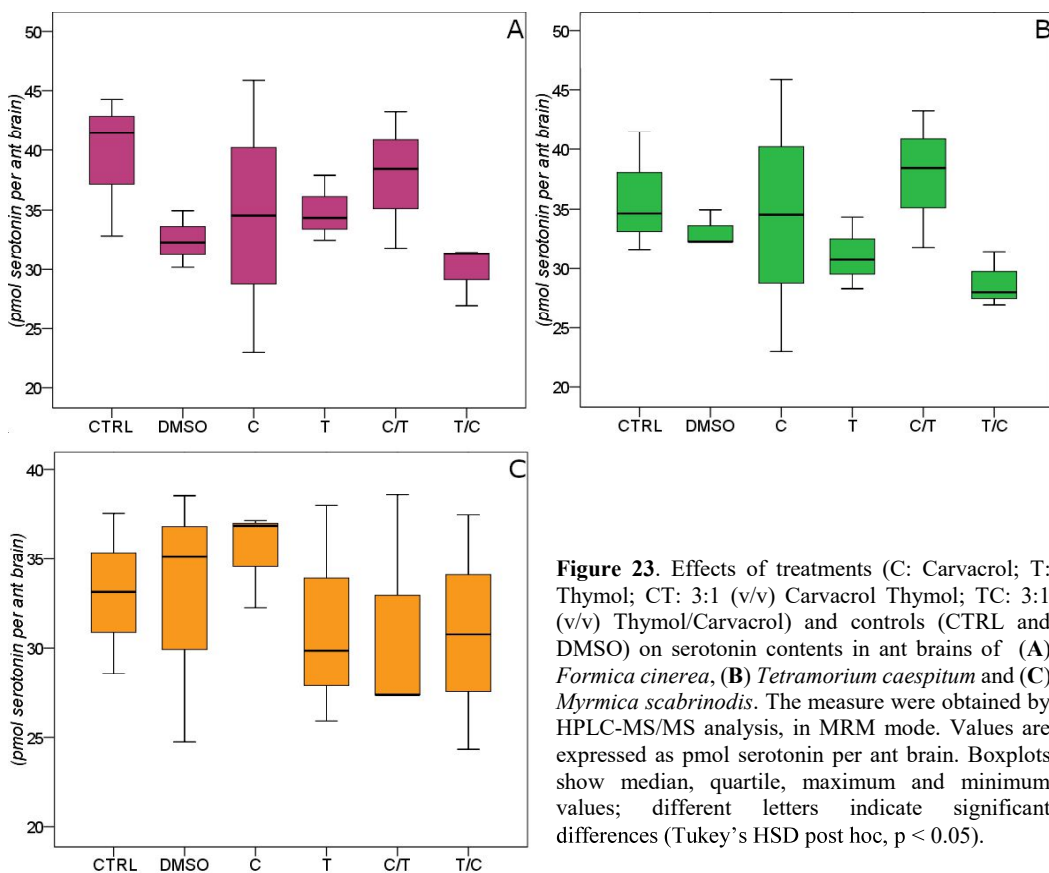 A
50
45
40
35
30
25
20
(pmol serotonin per ant brain)
CTRL DMSO C T C/T T/C
B
50
45
40
35
30
25
20
(pmol serotonin per ant brain)
CTRL DMSO C T C/T T/C
C
40
35
30
25
20
(pmol serotonin per ant brain)
CTRL DMSO C T C/T T/C
Figure 23. Effects of treatments (C: Carvacrol; T:
Thymol; CT: 3:1 (v/v) Carvacrol Thymol; TC: 3:1
(v/v) Thymol/Carvacrol) and controls (CTRL and
DMSO) on serotonin contents in ant brains of (A)
Formica cinerea, (B) Tetramorium caespitum and (C)
Myrmica scabrinodis. The measure were obtained by
HPLC-MS/MS analysis, in MRM mode. Values are
expressed as pmol serotonin per ant brain. Boxplots
show median, quartile, maximum and minimum
values; different letters indicate significant
differences (Tukey's HSD post hoc, p < 0.05).